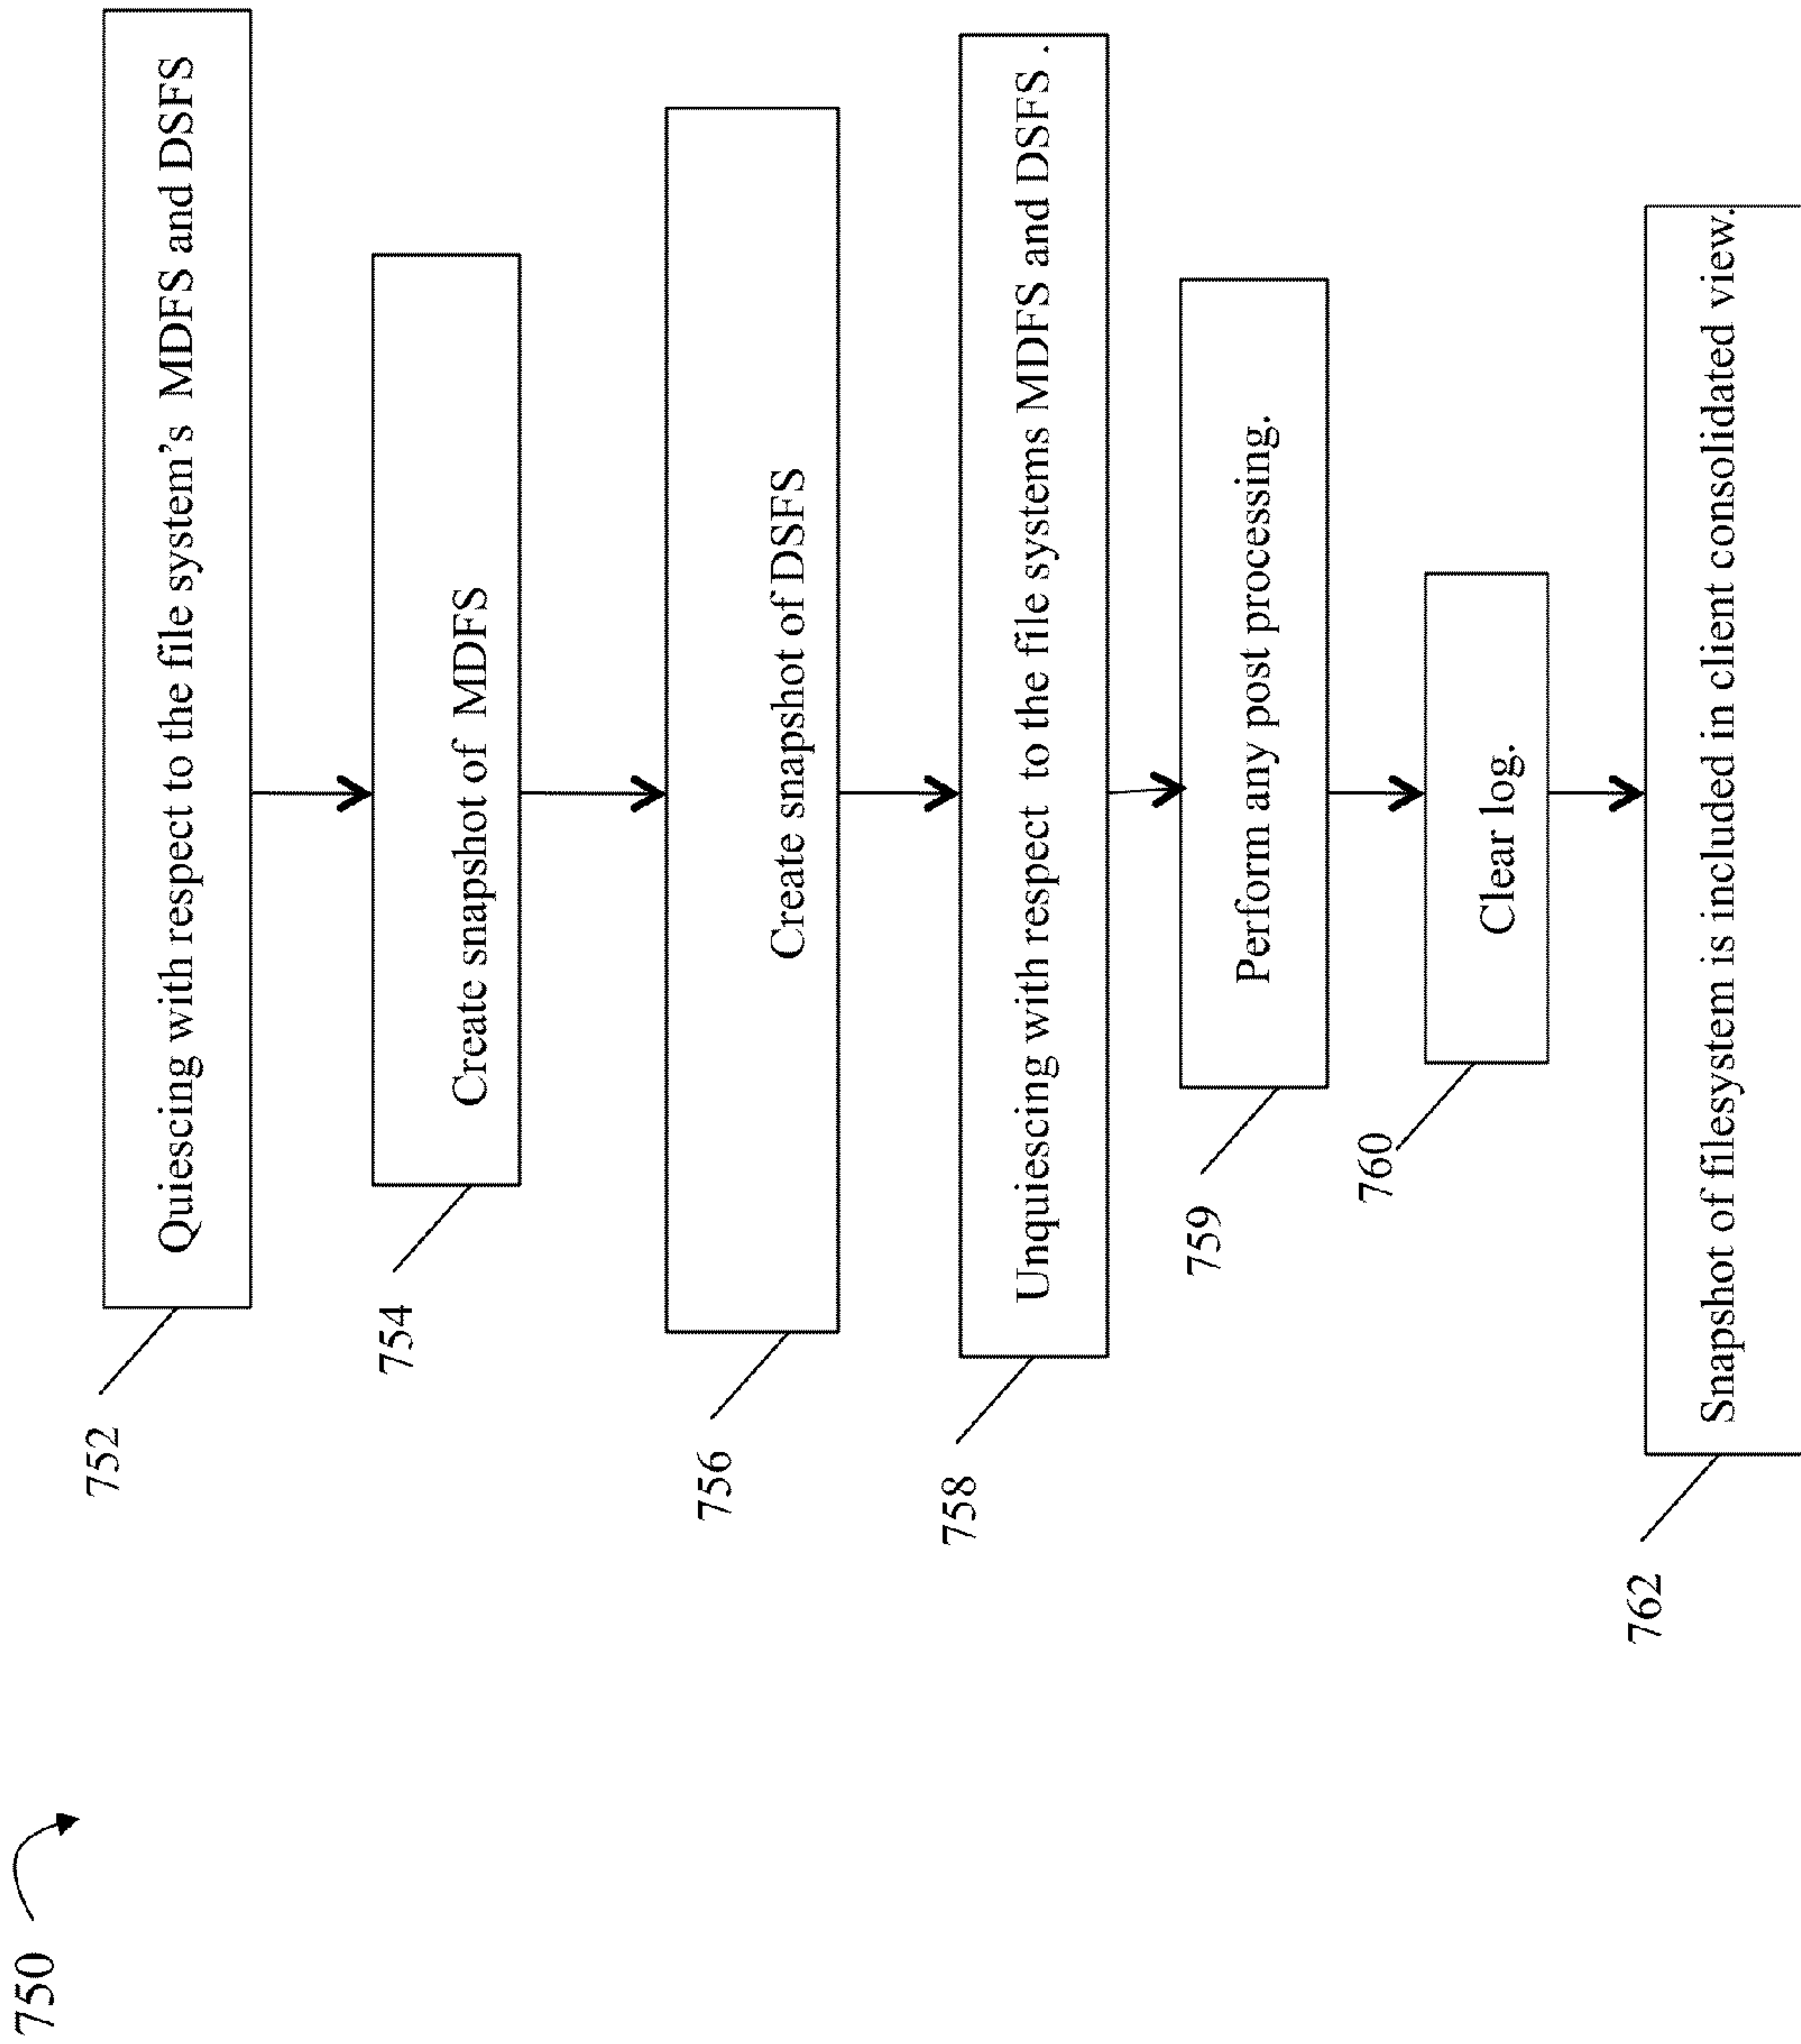 750
752
Quiescing with respect to the file system's MDFS and DSFS
754
Create snapshot of MDFS
756
Create snapshot of DSFS
758
Unquiescing with respect to the file systems MDFS and DSFS .
759
Perform any post processing.
760
Clear log.
762
Snapshot of filesystem is included in client consolidated view.